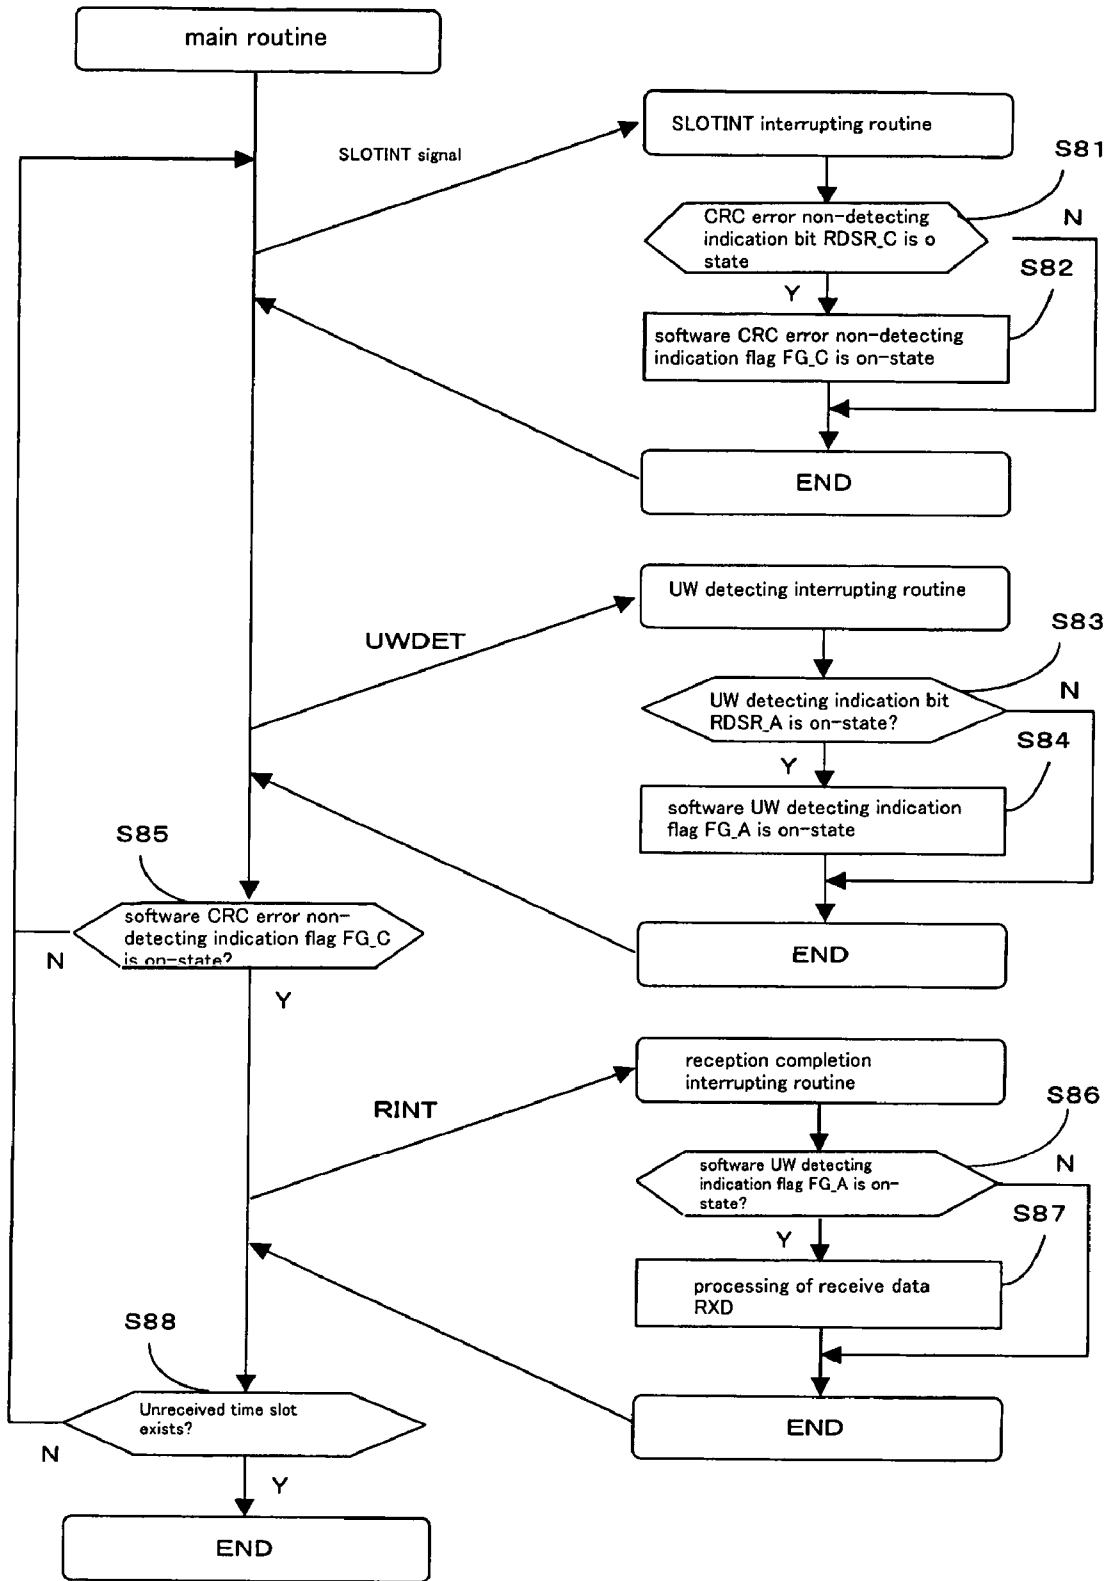 main routine
SLOTINT signal
SLOTINT interrupting routine
S81
CRC error non-detecting
indication bit RDSR_C is o
state
N
S82
Y
software CRC error non-detecting
indication flag FG_C is on-state
END
UW detecting interrupting routine
UWDET
S83
UW detecting indication bit
RDSR_A is on-state?
N
S84
Y
software UW detecting indication
flag FG_A is on-state
END
S85
software CRC error non-
detecting indication flag FG_C
is on-state?
N
Y
reception completion
interrupting routine
RINT
S86
software UW detecting
indication flag FG_A is on-
state?
N
S87
Y
processing of receive data
RXD
END
S88
Unreceived time slot
exists?
N
Y
END